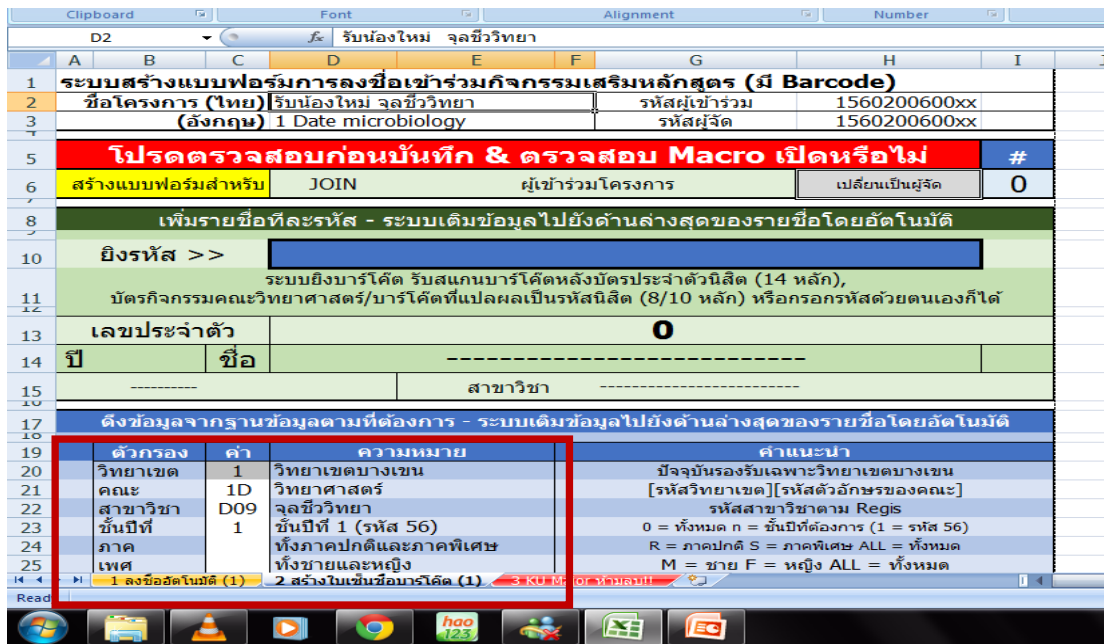 Clipboard Font Alignment Number
D2 fx รับน้องใหม่ จุลชีววิทยา
A B C D E F G H I
1 ระบบสร้างแบบฟอร์มการลงชื่อเข้าร่วมกิจกรรมเสริมหลักสูตร (มี Barcode)
2 ชื่อโครงการ (ไทย) รับน้องใหม่ จุลชีววิทยา รหัสผู้เข้าร่วม 1560200600xx
3 (อังกฤษ) 1 Date microbiology รหัสผู้จัด 1560200600xx
5 โปรดตรวจสอบก่อนบันทึก & ตรวจสอบ Macro เปิดหรือไม่ #
6 สร้างแบบฟอร์มสำหรับ JOIN ผู้เข้าร่วมโครงการ เปลี่ยนเป็นผู้จัด 0
8 เพิ่มรายชื่อทีละรหัส - ระบบเติมข้อมูลไปยังด้านล่างสุดของรายชื่อโดยอัตโนมัติ
10 ยิงรหัส >>
ระบบยิงบาร์โค๊ต รับสแกนบาร์โค๊ตหลังบัตรประจำตัวนิสิต (14 หลัก),
11 บัตรกิจกรรมคณะวิทยาศาสตร์/บาร์โค๊ตที่แปลผลเป็นรหัสนิสิต (8/10 หลัก) หรือกรอกรหัสด้วยตนเองก็ได้
12
13 เลขประจำตัว 0
14 ปี ชื่อ ---------------------------
15 ---------- สาขาวิชา -------------------------
17 ดึงข้อมูลจากฐานข้อมูลตามที่ต้องการ - ระบบเติมข้อมูลไปยังด้านล่างสุดของรายชื่อโดยอัตโนมัติ
19 ตัวกรอง ค่า ความหมาย คำแนะนำ
20 วิทยาเขต 1 วิทยาเขตบางเขน ปัจจุบันรองรับเฉพาะวิทยาเขตบางเขน
21 คณะ 1D วิทยาศาสตร์ [รหัสวิทยาเขต][รหัสตัวอักษรของคณะ]
22 สาขาวิชา D09 จุลชีววิทยา รหัสสาขาวิชาตาม Regis
23 ชั้นปีที่ 1 ชั้นปีที่ 1 (รหัส 56) 0 = ทั้งหมด n = ชั้นปีที่ต้องการ (1 = รหัส 56)
24 ภาค ทั้งภาคปกติและภาคพิเศษ R = ภาคปกติ S = ภาคพิเศษ ALL = ทั้งหมด
25 เพศ ทั้งชายและหญิง M = ชาย F = หญิง ALL = ทั้งหมด
1 ลงชื่ออัตโนมัติ (1) 2 สร้างใบเซ็นชื่อบาร์โค๊ต (1) 3 KU Major ห้ามลบ!!
Read
hao 123